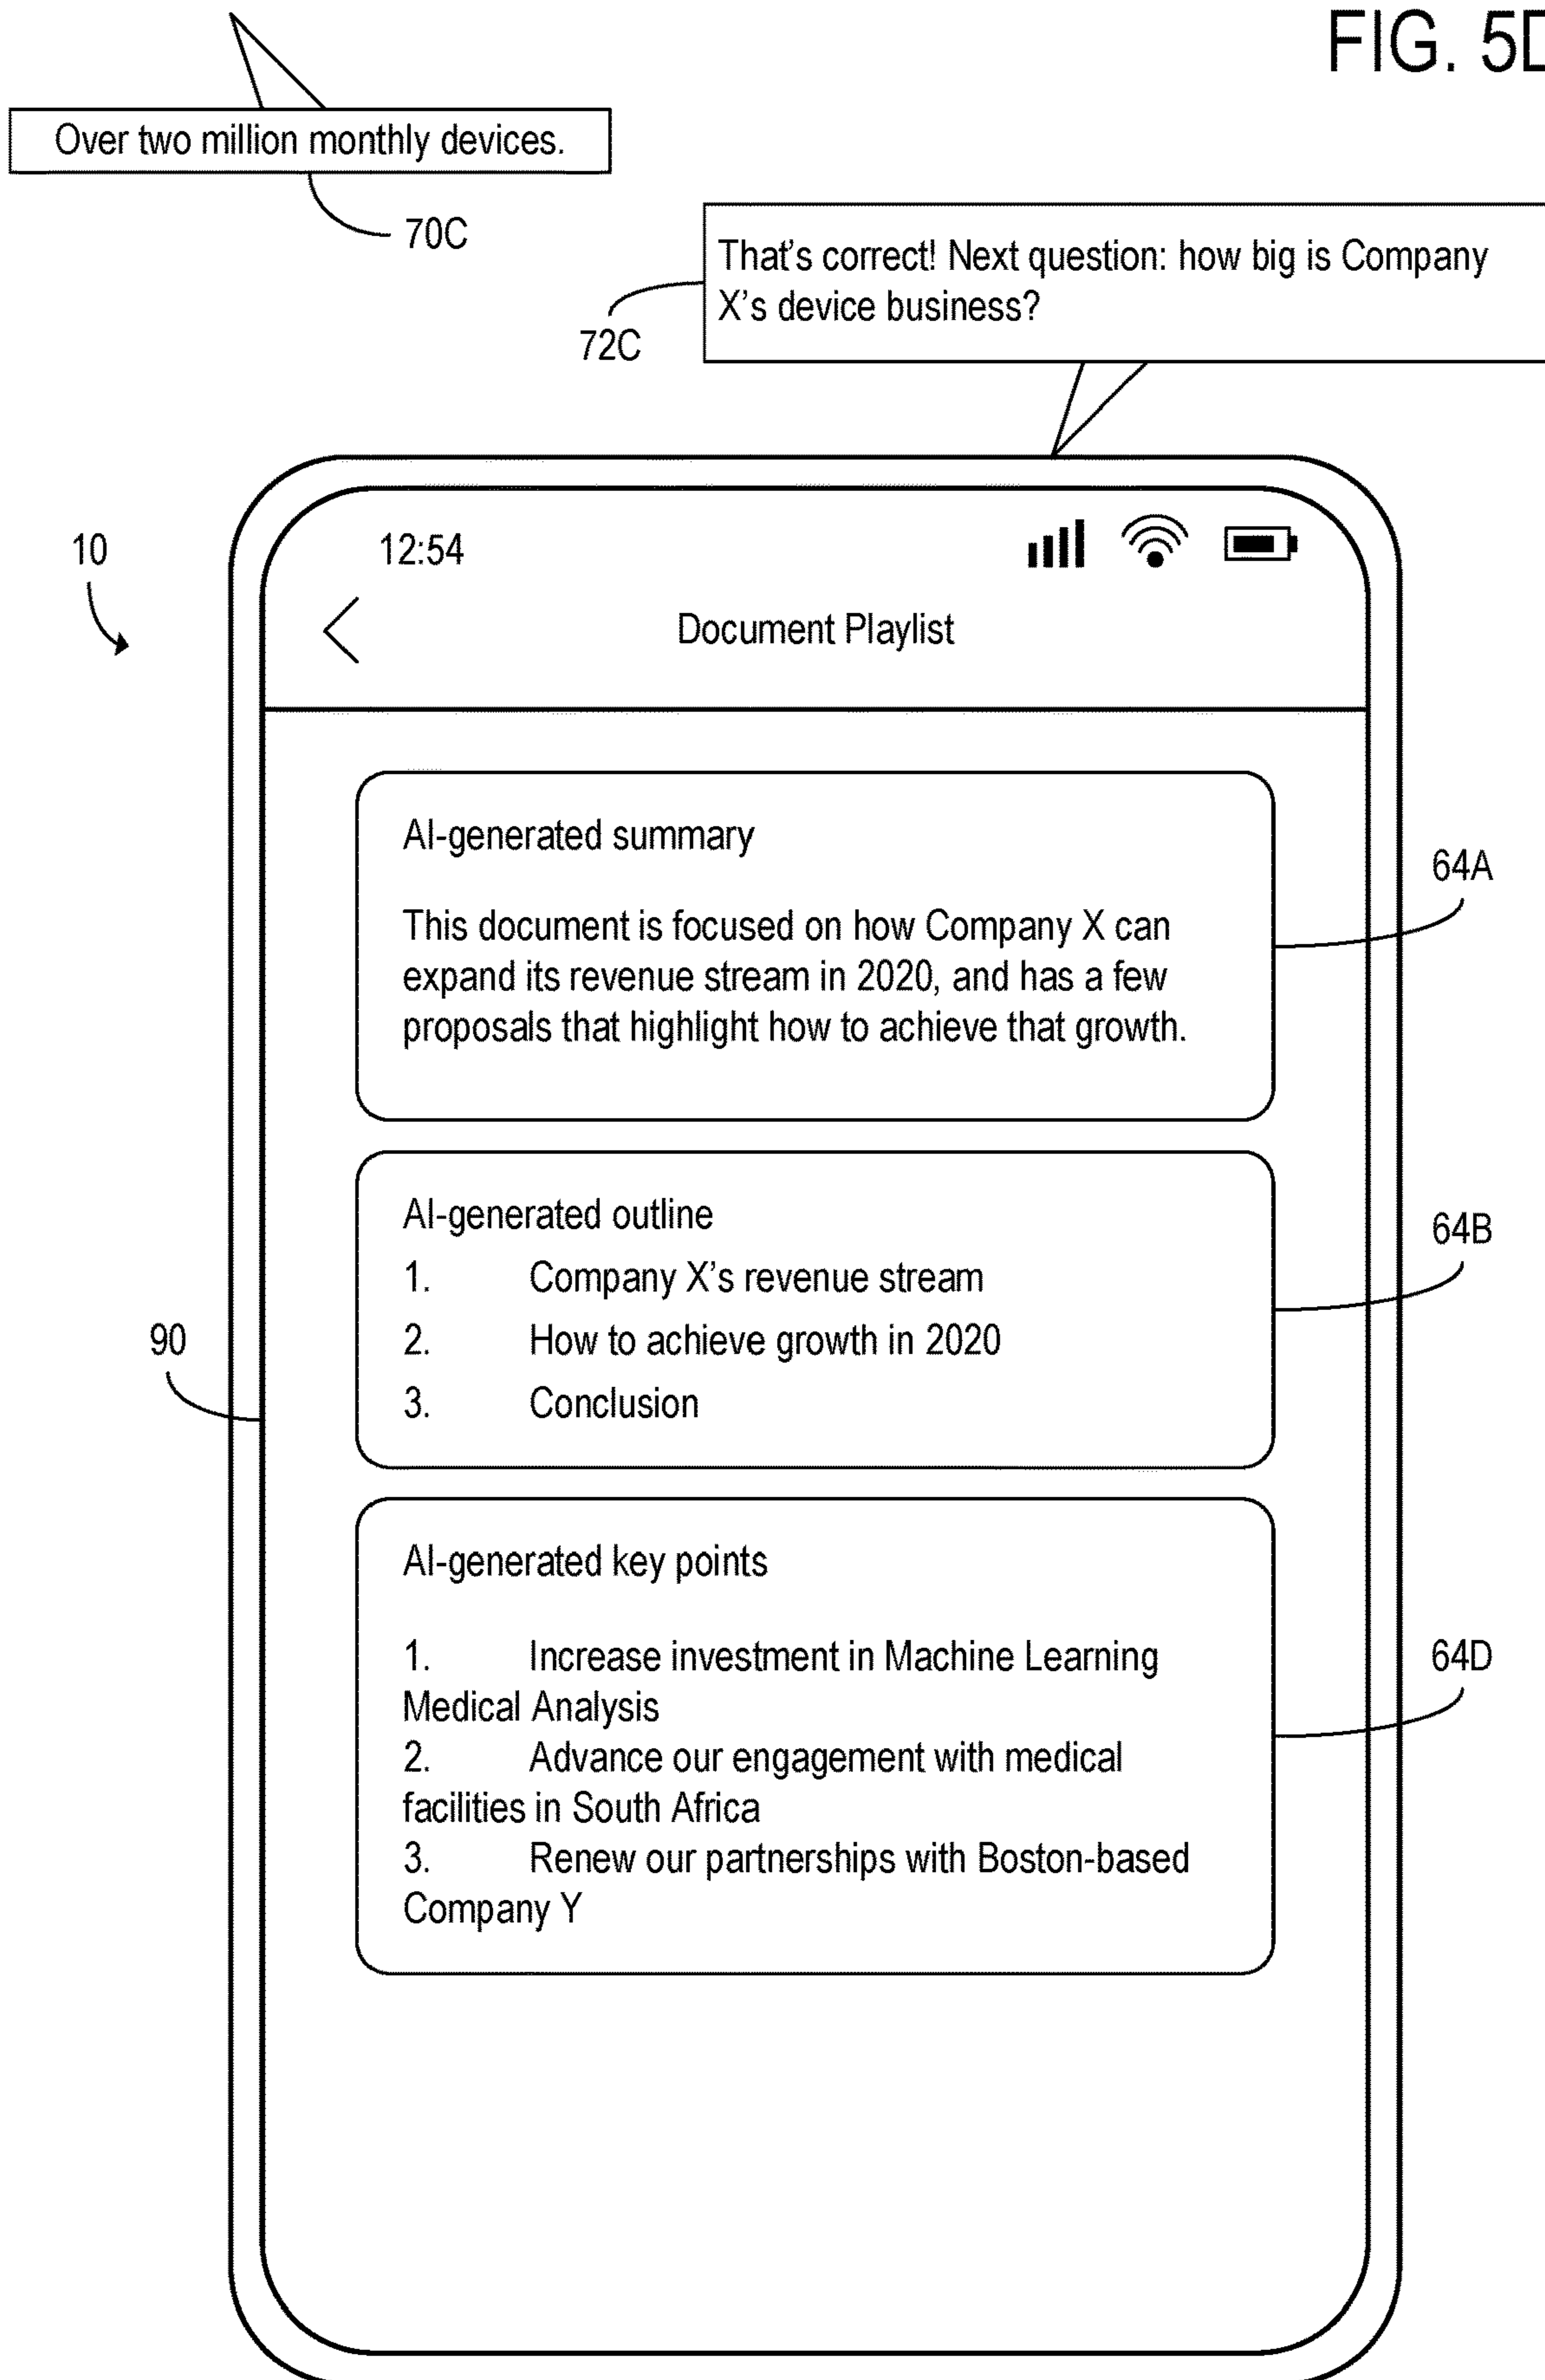 FIG. 5D
Over two million monthly devices.
70C
That's correct! Next question: how big is Company
X's device business?
72C
10
12:54
Document Playlist
AI-generated summary
This document is focused on how Company X can
expand its revenue stream in 2020, and has a few
proposals that highlight how to achieve that growth.
64A
AI-generated outline
1. Company X's revenue stream
2. How to achieve growth in 2020
3. Conclusion
64B
90
AI-generated key points
1. Increase investment in Machine Learning
Medical Analysis
2. Advance our engagement with medical
facilities in South Africa
3. Renew our partnerships with Boston-based
Company Y
64D